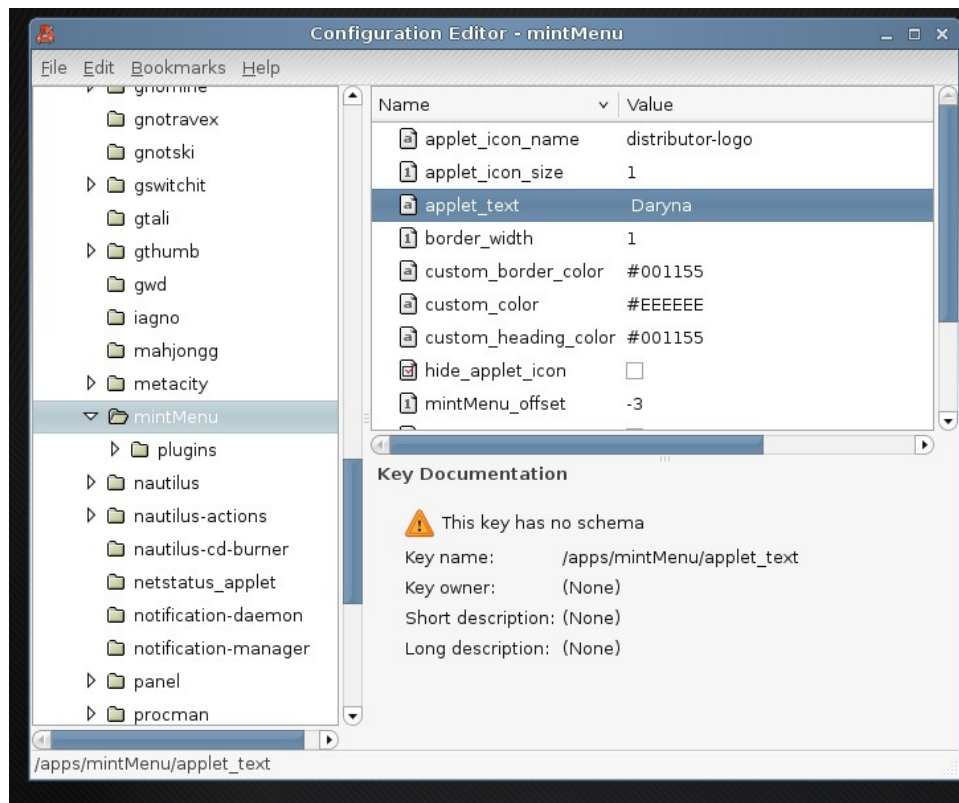 Configuration Editor - mintMenu
File Edit Bookmarks Help
gnomine
gnotravex
gnotski
gswitchit
gtali
gthumb
gwd
iagno
mahjongg
metacity
mintMenu
plugins
nautilus
nautilus-actions
nautilus-cd-burner
netstatus_applet
notification-daemon
notification-manager
panel
procman
Name Value
applet_icon_name distributor-logo
applet_icon_size 1
applet_text Daryna
border_width 1
custom_border_color #001155
custom_color #EEEEEE
custom_heading_color #001155
hide_applet_icon
mintMenu_offset -3
Key Documentation
This key has no schema
Key name: /apps/mintMenu/applet_text
Key owner: (None)
Short description: (None)
Long description: (None)
/apps/mintMenu/applet_text